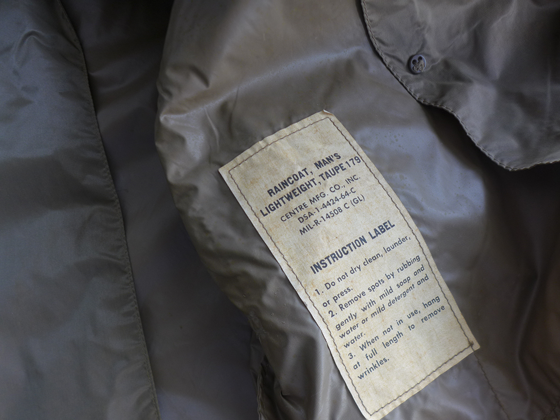 RAINCOAT, MAN'S
LIGHTWEIGHT, TAUPE 179
CENTRE MFG. CO., INC.
DSA-1-4424-64-C
MIL-R-14508 C (GL)
INSTRUCTION LABEL
1. Do not dry clean, launder,
or press.
2. Remove spots by rubbing
gently with mild soap and
water or mild detergent and
water.
3. When not in use, hang
at full length to remove
wrinkles.